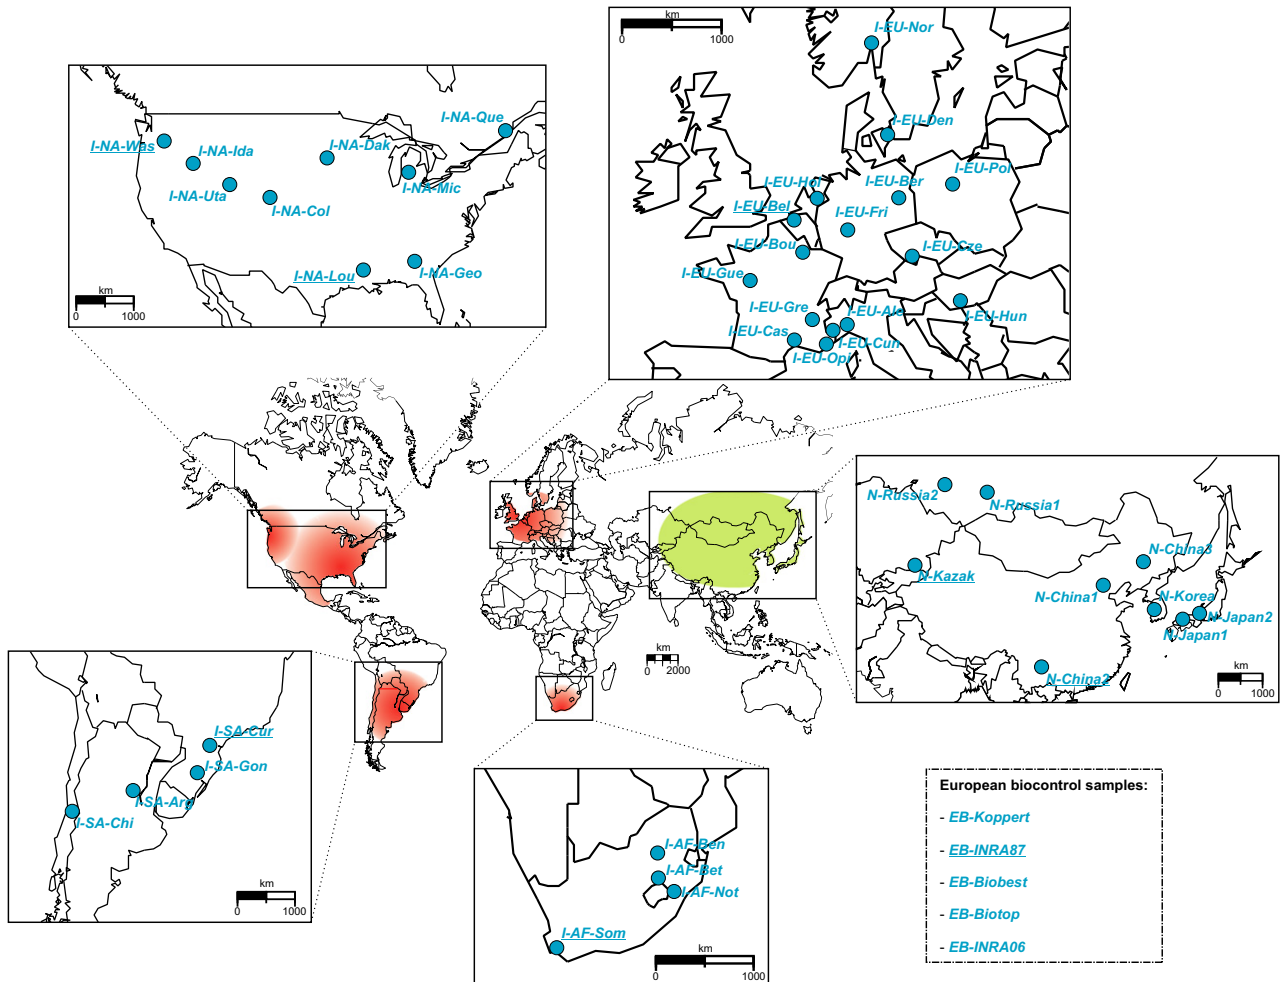 km
0 1000
I-EU-Nor
I-EU-Den
I-EU-Pol
I-EU-Hol
I-EU-Ber
I-EU-Bel
I-EU-Fri
I-EU-Bou
I-EU-Cze
I-EU-Gue
I-EU-Gre
I-EU-Ale
I-EU-Hun
I-EU-Cas
I-EU-Cun
I-EU-Opi
I-NA-Que
I-NA-Was
I-NA-Ida
I-NA-Dak
I-NA-Uta
I-NA-Mic
I-NA-Col
I-NA-Lou
I-NA-Geo
km
0 1000
N-Russia2
N-Russia1
N-China3
N-Kazak
N-China1
N-Korea
N-Japan2
N-Japan1
N-China2
km
0 1000
km
0 2000
I-SA-Cur
I-SA-Gon
I-SA-Arg
I-SA-Chi
km
0 1000
I-AF-Ben
I-AF-Bet
I-AF-Not
I-AF-Som
km
0 1000
European biocontrol samples:
- EB-Koppert
- EB-INRA87
- EB-Biobest
- EB-Biotop
- EB-INRA06